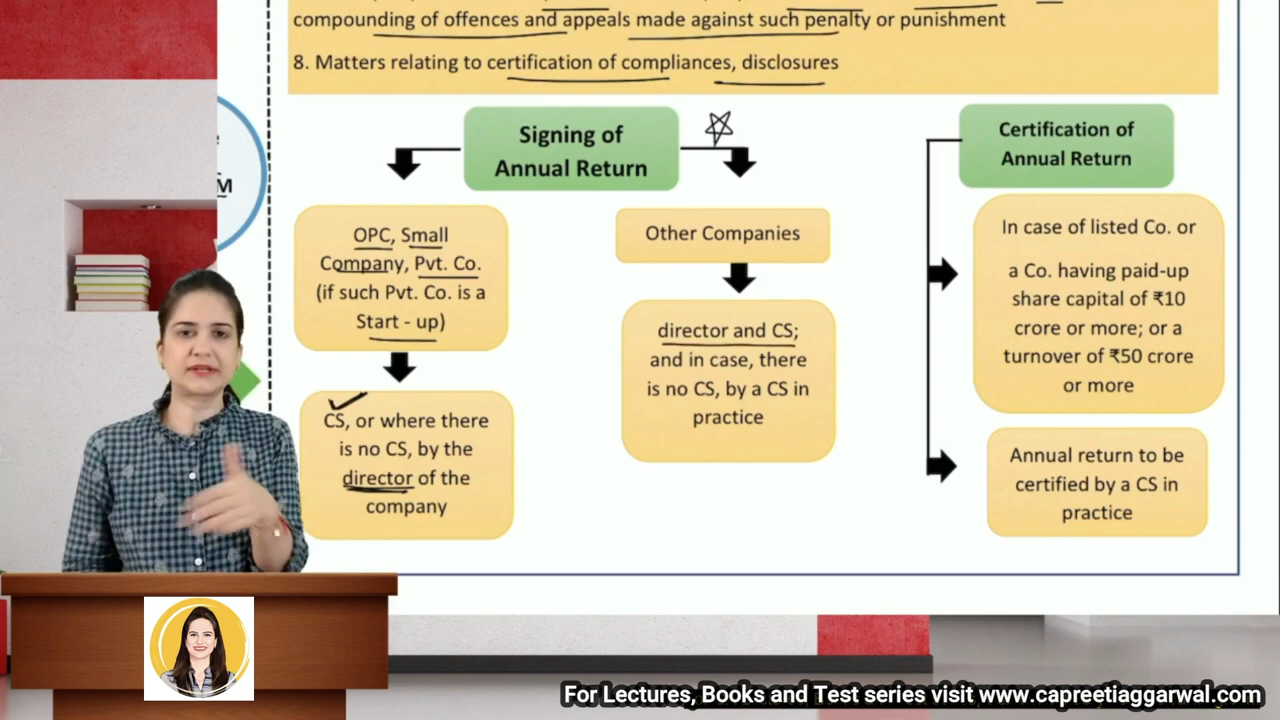 compounding of offences and appeals made against such penalty or punishment
8. Matters relating to certification of compliances, disclosures
Signing of
Annual Return
Certification of
Annual Return
M
OPC, Small
Company, Pvt. Co.
(if such Pvt. Co. is a
Start - up)
Other Companies
In case of listed Co. or
a Co. having paid-up
share capital of ₹10
crore or more; or a
turnover of ₹50 crore
or more
director and CS;
and in case, there
is no CS, by a CS in
practice
CS, or where there
is no CS, by the
director of the
company
Annual return to be
certified by a CS in
practice
For Lectures, Books and Test series visit www.capreetiaggarwal.com